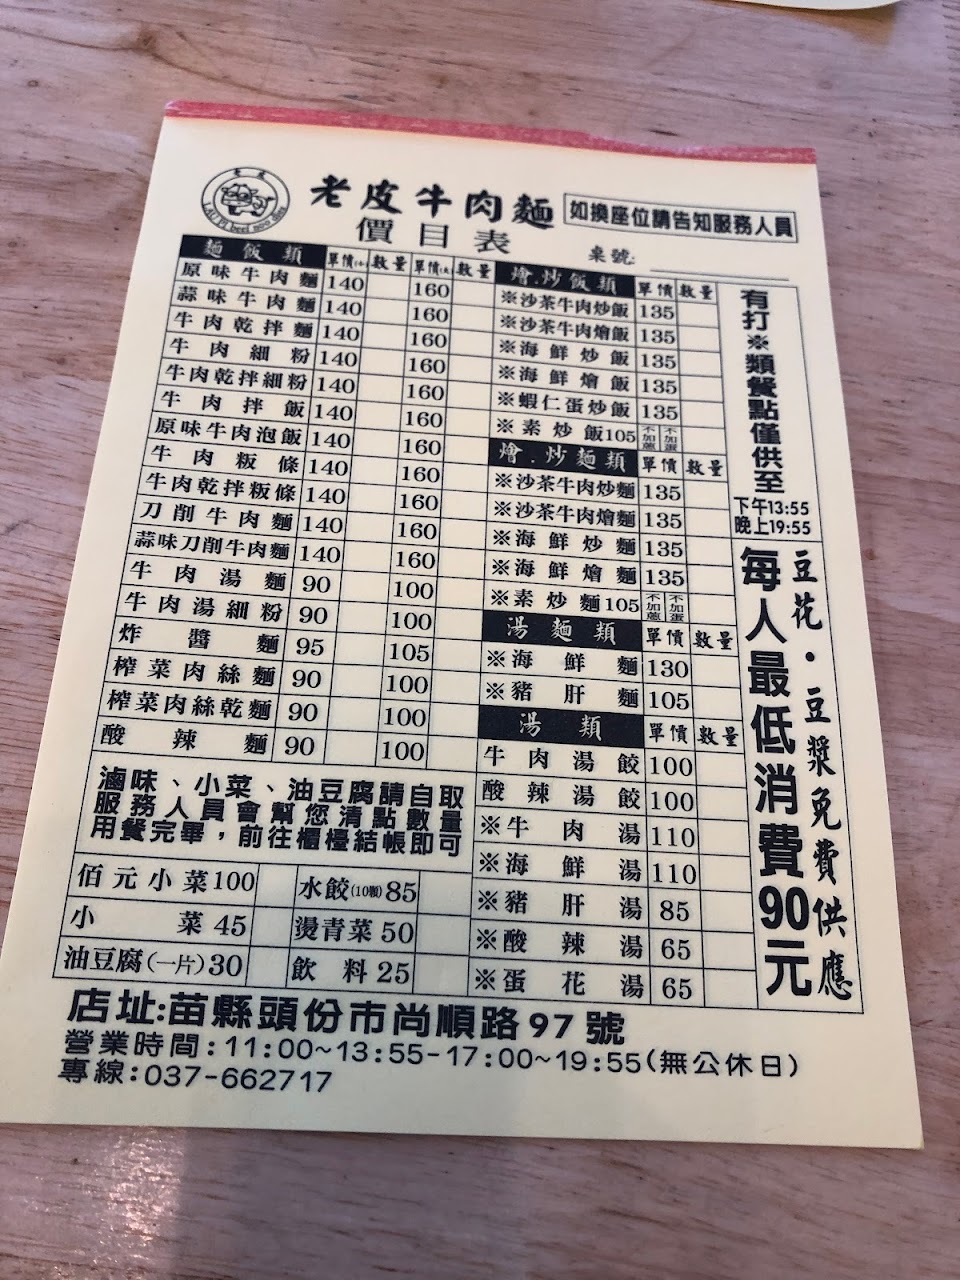 老皮
LAU PI beef noodles
老皮牛肉麵
價目表
如換座位請告知服務人員
桌號:
麵飯類 單價(小) 數量 單價(大) 數量
原味牛肉麵 140 160
蒜味牛肉麵 140 160
牛肉乾拌麵 140 160
牛肉細粉 140 160
牛肉乾拌細粉 140 160
牛肉拌飯 140 160
原味牛肉泡飯 140 160
牛肉粄條 140 160
牛肉乾拌粄條 140 160
刀削牛肉麵 140 160
蒜味刀削牛肉麵 140 160
牛肉湯麵 90 100
牛肉湯細粉 90 100
炸醬麵 95 105
榨菜肉絲麵 90 100
榨菜肉絲乾麵 90 100
酸辣麵 90 100
滷味、小菜、油豆腐請自取
服務人員會幫您清點數量
用餐完畢，前往櫃檯結帳即可
佰元小菜100 水餃(10顆)85
小菜 45 燙青菜 50
油豆腐(一片)30 飲料 25
燴.炒飯類 單價 數量
※沙茶牛肉炒飯 135
※沙茶牛肉燴飯 135
※海鮮炒飯 135
※海鮮燴飯 135
※蝦仁蛋炒飯 135
※素炒飯105 不加蔥 不加蛋
燴.炒麵類 單價 數量
※沙茶牛肉炒麵 135
※沙茶牛肉燴麵 135
※海鮮炒麵 135
※海鮮燴麵 135
※素炒麵105 不加蔥 不加蛋
湯麵類 單價 數量
※海鮮麵 130
※豬肝麵 105
湯類 單價 數量
牛肉湯餃 100
酸辣湯餃 100
※牛肉湯 110
※海鮮湯 110
※豬肝湯 85
※酸辣湯 65
※蛋花湯 65
有打※類餐點僅供至
下午13:55
晚上19:55
豆花・豆漿免費供應
每人最低消費90元
店址:苗縣頭份市尚順路97號
營業時間:11:00~13:55-17:00~19:55(無公休日)
專線:037-662717